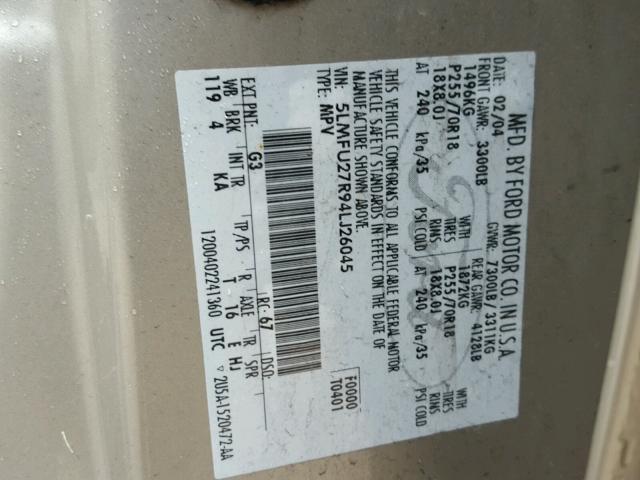 MFD. BY FORD MOTOR CO. IN U.S.A.
DATE: 02/04 GVWR: 7300LB/3311KG
FRONT GAWR: 3300LB REAR GAWR: 4128LB
1496KG WITH 1872KG WITH
P255/70R18 TIRES P255/70R18 TIRES
18X8.0J RIMS 18X8.0J RIMS
AT 240 kPa/35 PSI COLD AT 240 kPa/35 PSI COLD
THIS VEHICLE CONFORMS TO ALL APPLICABLE FEDERAL MOTOR
VEHICLE SAFETY STANDARDS IN EFFECT ON THE DATE OF
MANUFACTURE SHOWN ABOVE.
VIN: 5LMFU27R94LJ26045 F0000
TYPE: MPV T0401
EXT PNT: G3 RC: 67 DSO:
WB BRK INT TR TP/PS R AXLE TR SPR
119 4 KA T 16 E HJ
1200402241360 UTC ▽ 2U5A-1520472-AA